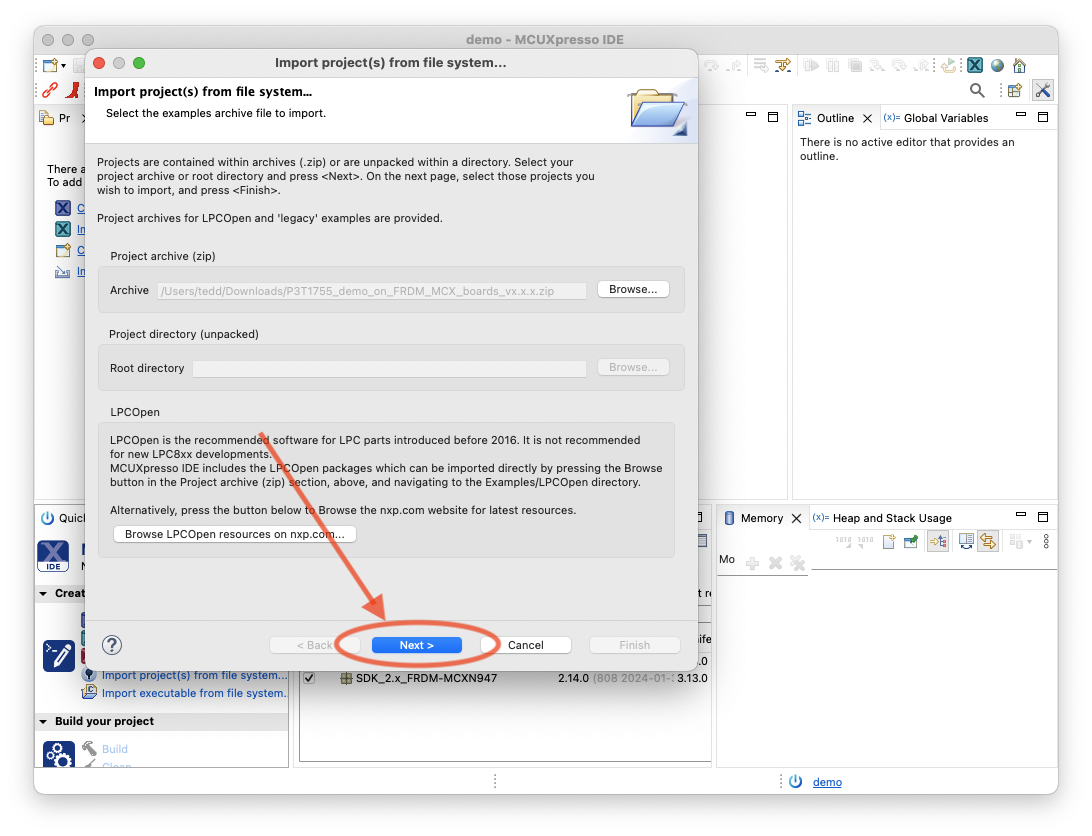 demo - MCUXpresso IDE
Import project(s) from file system...
Import project(s) from file system...
Select the examples archive file to import.
Projects are contained within archives (.zip) or are unpacked within a directory. Select your
project archive or root directory and press <Next>. On the next page, select those projects you
wish to import, and press <Finish>.
Project archives for LPCOpen and 'legacy' examples are provided.
Project archive (zip)
Archive /Users/tedd/Downloads/P3T1755_demo_on_FRDM_MCX_boards_vx.x.x.zip Browse...
Project directory (unpacked)
Root directory Browse...
LPCOpen
LPCOpen is the recommended software for LPC parts introduced before 2016. It is not recommended
for new LPC8xx developments.
MCUXpresso IDE includes the LPCOpen packages which can be imported directly by pressing the Browse
button in the Project archive (zip) section, above, and navigating to the Examples/LPCOpen directory.
Alternatively, press the button below to Browse the nxp.com website for latest resources.
Browse LPCOpen resources on nxp.com...
? < Back Next > Cancel Finish
Pr
There a
To add
C
In
C
In
Outline (x)= Global Variables
There is no active editor that provides an
outline.
Quic
IDE
Creat
Import project(s) from file system...
Import executable from file system.
Build your project
Build
Clean
SDK_2.x_FRDM-MCXN947 2.14.0 (808 2024-01- 3.13.0
Memory (x)= Heap and Stack Usage
1010 1010
Mo
demo